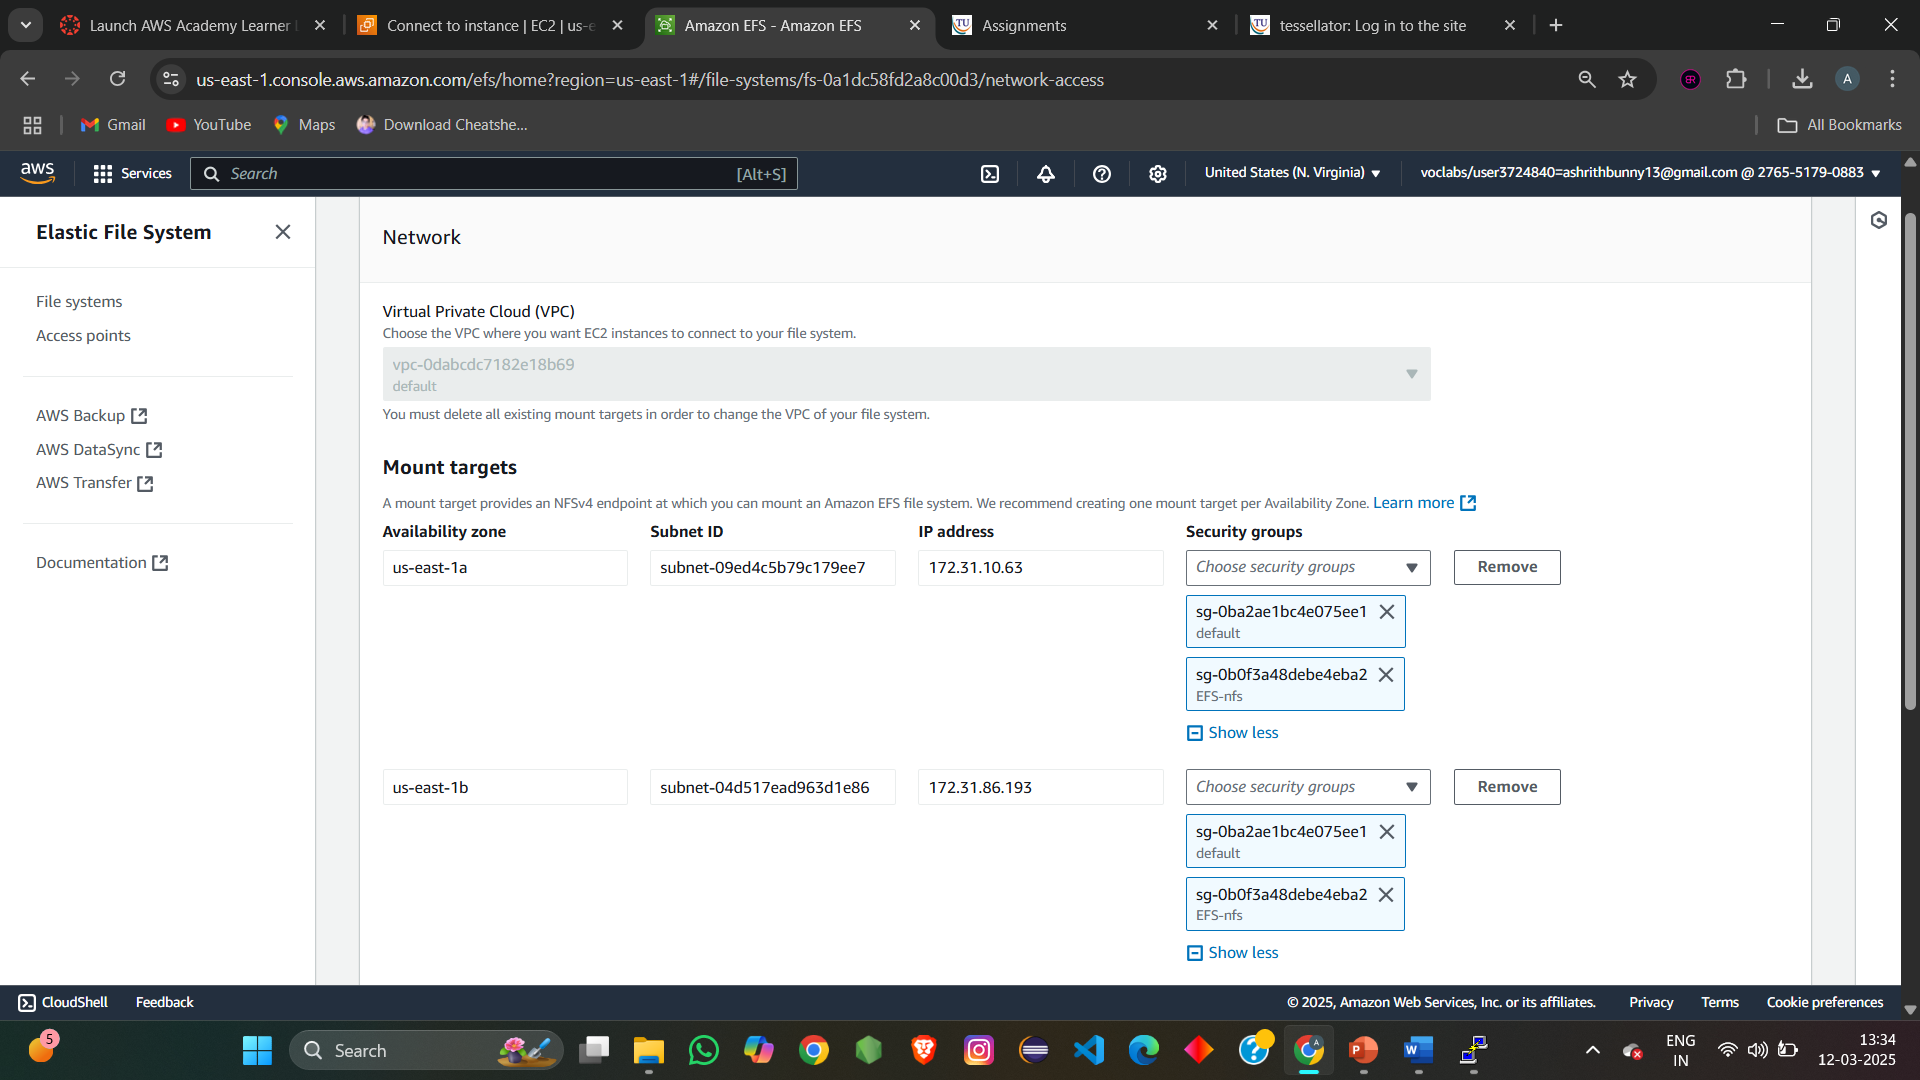 Launch AWS Academy Learner L
Connect to instance | EC2 | us-e
Amazon EFS - Amazon EFS
TU
Assignments
TU
tessellator: Log in to the site
us-east-1.console.aws.amazon.com/efs/home?region=us-east-1#/file-systems/fs-0a1dc58fd2a8c00d3/network-access
BR
A
Gmail
YouTube
Maps
Download Cheatshe...
All Bookmarks
aws
Services
Search
[Alt+S]
United States (N. Virginia)
voclabs/user3724840=ashrithbunny13@gmail.com @ 2765-5179-0883
Elastic File System
File systems
Access points
AWS Backup
AWS DataSync
AWS Transfer
Documentation
Network
Virtual Private Cloud (VPC)
Choose the VPC where you want EC2 instances to connect to your file system.
vpc-0dabcdc7182e18b69
default
You must delete all existing mount targets in order to change the VPC of your file system.
Mount targets
A mount target provides an NFSv4 endpoint at which you can mount an Amazon EFS file system. We recommend creating one mount target per Availability Zone. Learn more
Availability zone Subnet ID IP address Security groups
us-east-1a subnet-09ed4c5b79c179ee7 172.31.10.63 Choose security groups Remove
sg-0ba2ae1bc4e075ee1
default
sg-0b0f3a48debe4eba2
EFS-nfs
Show less
us-east-1b subnet-04d517ead963d1e86 172.31.86.193 Choose security groups Remove
sg-0ba2ae1bc4e075ee1
default
sg-0b0f3a48debe4eba2
EFS-nfs
Show less
CloudShell
Feedback
© 2025, Amazon Web Services, Inc. or its affiliates.
Privacy
Terms
Cookie preferences
5
Search
A
P
W
ENG
IN
13:34
12-03-2025